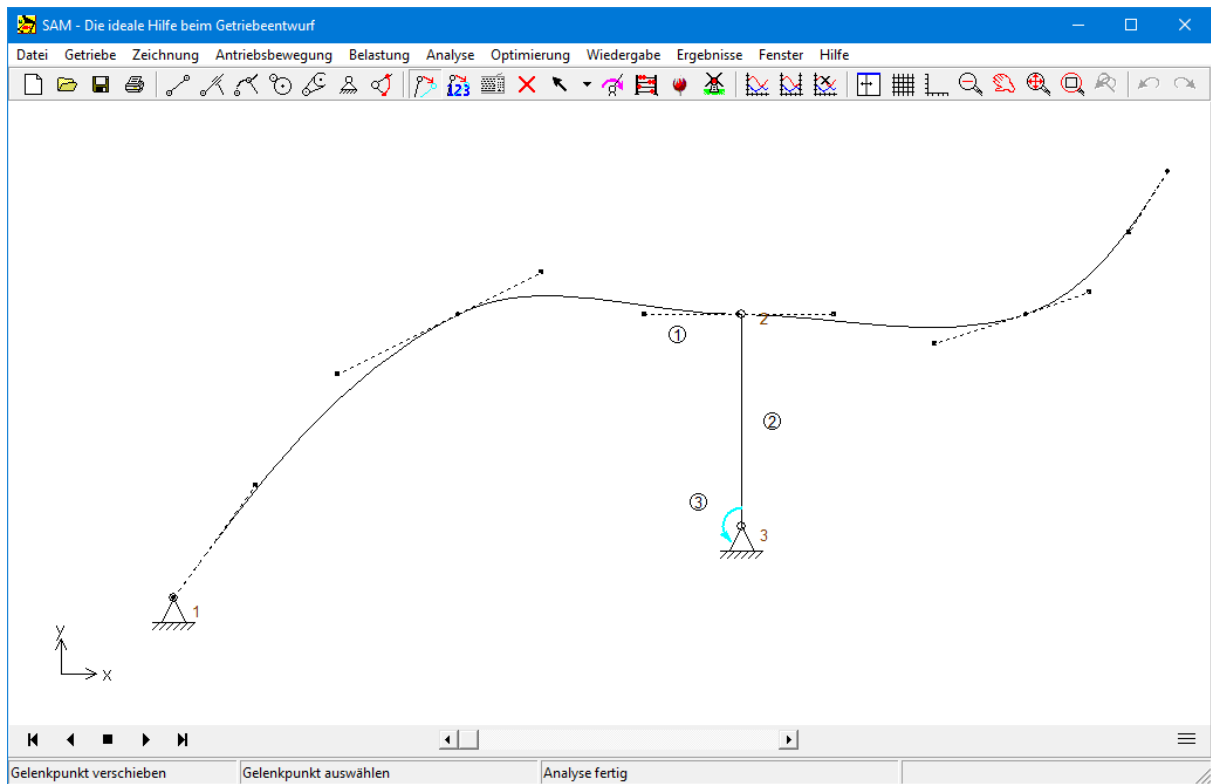 SAM - Die ideale Hilfe beim Getriebeentwurf
Datei Getriebe Zeichnung Antriebsbewegung Belastung Analyse Optimierung Wiedergabe Ergebnisse Fenster Hilfe
123
2
1
2
3
3
1
y
x
Gelenkpunkt verschieben Gelenkpunkt auswählen Analyse fertig